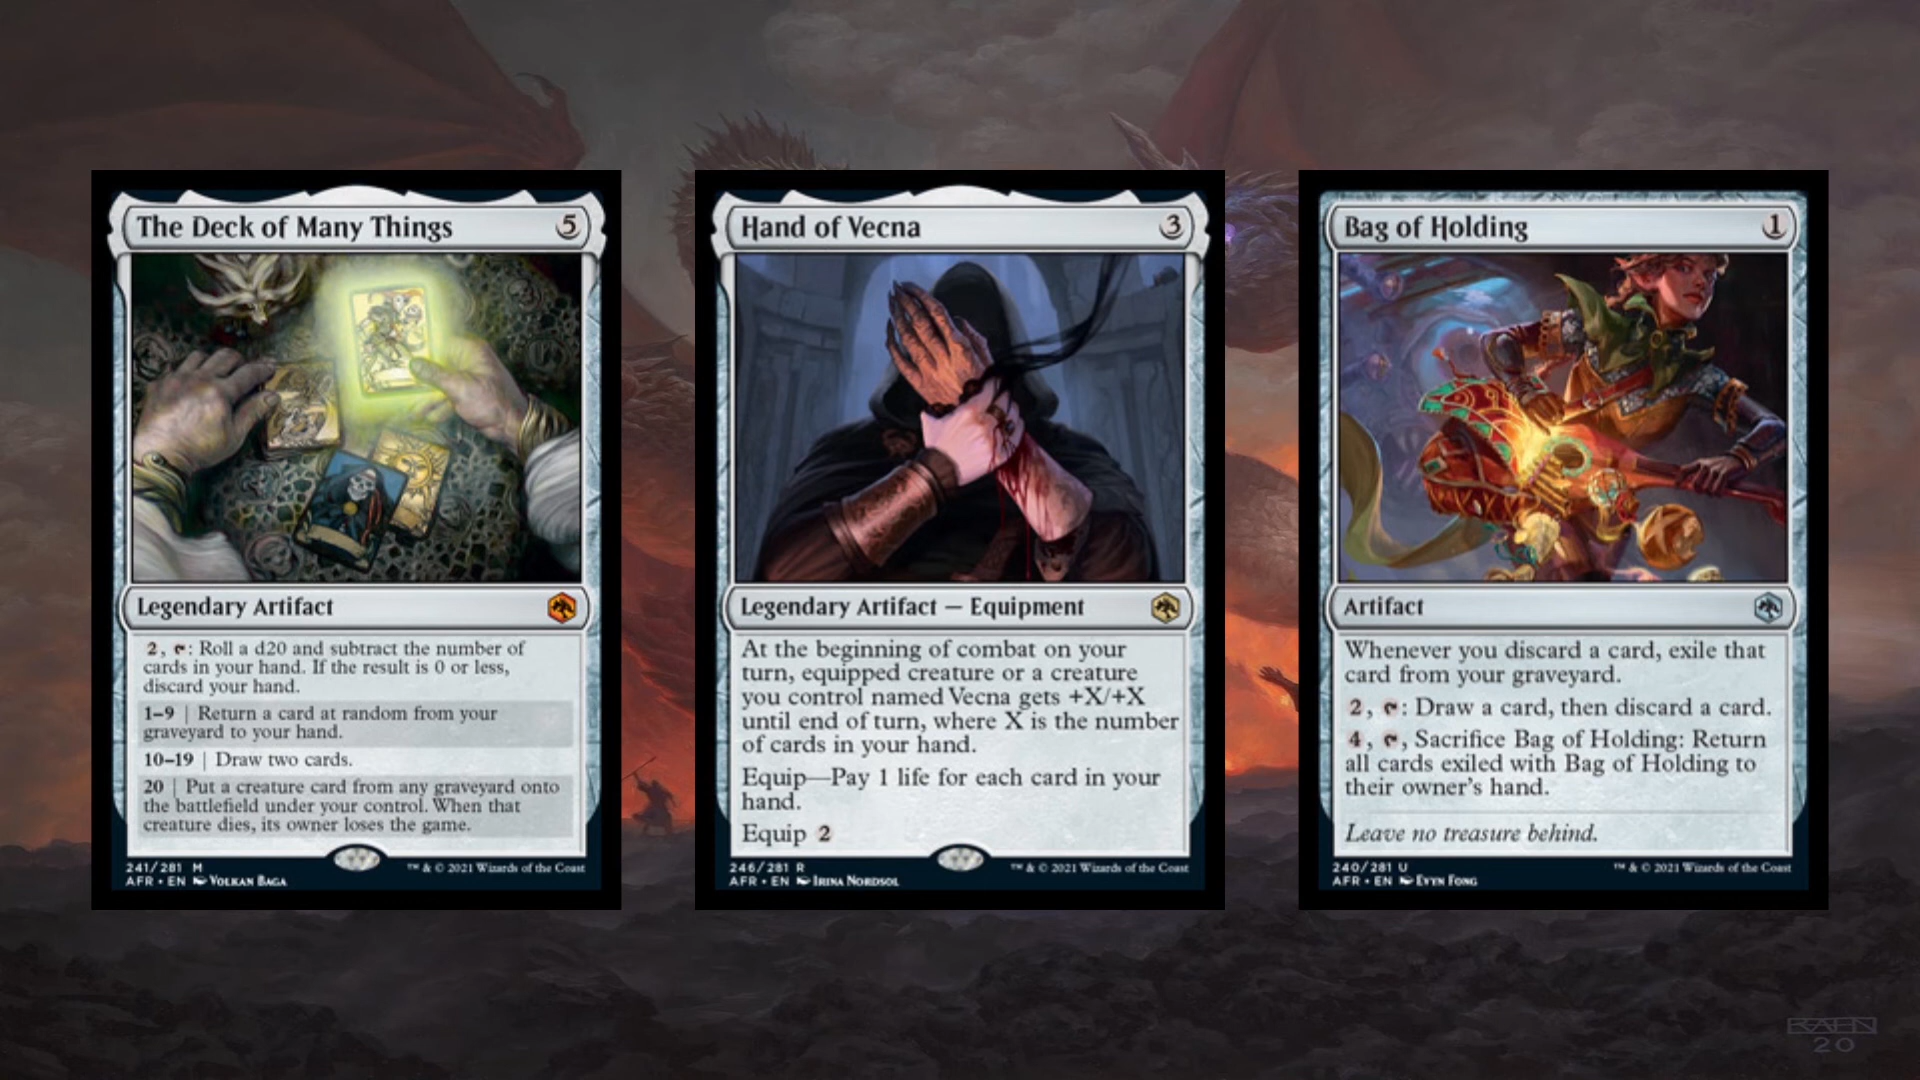 The Deck of Many Things 5
Legendary Artifact
2, : Roll a d20 and subtract the number of
cards in your hand. If the result is 0 or less,
discard your hand.
1–9 | Return a card at random from your
graveyard to your hand.
10–19 | Draw two cards.
20 | Put a creature card from any graveyard onto
the battlefield under your control. When that
creature dies, its owner loses the game.
241/281 M
AFR • EN VOLKAN BAGA
™ & © 2021 Wizards of the Coast
Hand of Vecna 3
Legendary Artifact — Equipment
At the beginning of combat on your
turn, equipped creature or a creature
you control named Vecna gets +X/+X
until end of turn, where X is the number
of cards in your hand.
Equip—Pay 1 life for each card in your
hand.
Equip 2
246/281 R
AFR • EN IRINA NORDSOL
™ & © 2021 Wizards of the Coast
Bag of Holding 1
Artifact
Whenever you discard a card, exile that
card from your graveyard.
2, : Draw a card, then discard a card.
4, , Sacrifice Bag of Holding: Return
all cards exiled with Bag of Holding to
their owner's hand.
Leave no treasure behind.
240/281 U
AFR • EN EVYN FONG
™ & © 2021 Wizards of the Coast
RAHN
20